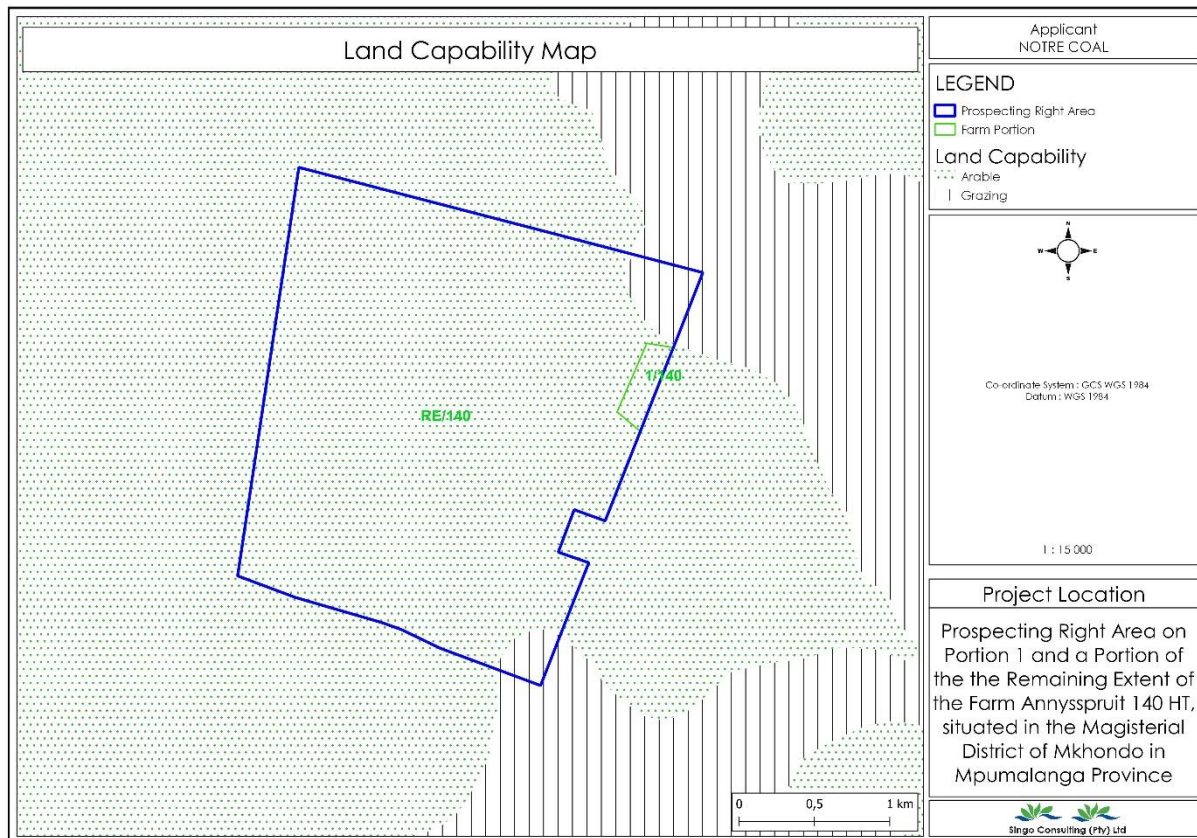 Land Capability Map
RE/140
1/140
0
0,5
1 km
Applicant
NOTRE COAL
LEGEND
Prospecting Right Area
Farm Portion
Land Capability
Arable
Grazing
N
W
E
S
Co-ordinate System : GCS WGS 1984
Datum : WGS 1984
1 : 15 000
Project Location
Prospecting Right Area on
Portion 1 and a Portion of
the the Remaining Extent of
the Farm Annysspruit 140 HT,
situated in the Magisterial
District of Mkhondo in
Mpumalanga Province
Singo Consulting (Pty) Ltd